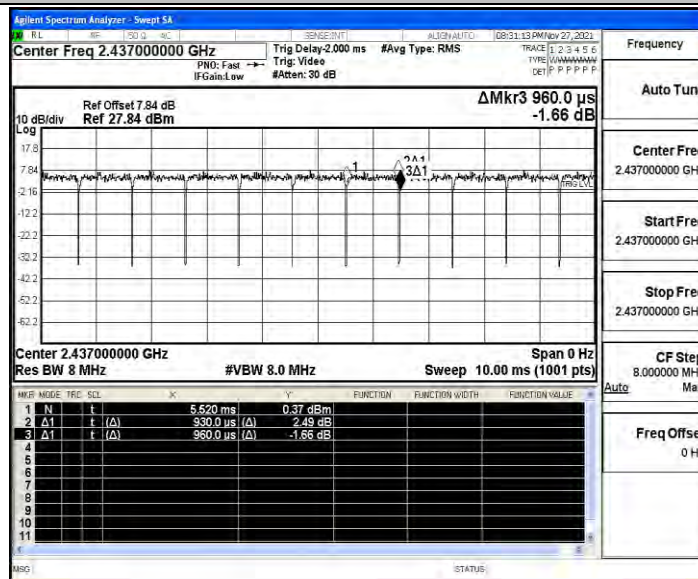 Agilent Spectrum Analyzer - Swept SA
RL RF 50 Ω AC SENSE:INT ALIGNAUTO 08:31:13 PM Nov 27, 2021
Center Freq 2.437000000 GHz
PNO: Fast
IFGain:Low
Trig Delay-2.000 ms
Trig: Video
#Atten: 30 dB
#Avg Type: RMS
TRACE 1 2 3 4 5 6
TYPE WWWWWW
DET P P P P P P
Frequency
Auto Tun
ΔMkr3 960.0 µs
-1.66 dB
Ref Offset 7.84 dB
10 dB/div Ref 27.84 dBm
Log
17.8
7.84
-2.16
-12.2
-22.2
-32.2
-42.2
-52.2
-62.2
1
2Δ1
3Δ1
TRIG LVL
Center Fre
2.437000000 GH
Start Fre
2.437000000 GH
Stop Fre
2.437000000 GH
CF Step
8.000000 MH
Auto Ma
Freq Offse
0 H
Center 2.437000000 GHz Span 0 Hz
Res BW 8 MHz #VBW 8.0 MHz Sweep 10.00 ms (1001 pts)
MKR MODE TRC SCL X Y FUNCTION FUNCTION WIDTH FUNCTION VALUE
1 N t 5.520 ms 0.37 dBm
2 Δ1 t (Δ) 930.0 µs (Δ) 2.49 dB
3 Δ1 t (Δ) 960.0 µs (Δ) -1.66 dB
4
5
6
7
8
9
10
11
MSG STATUS